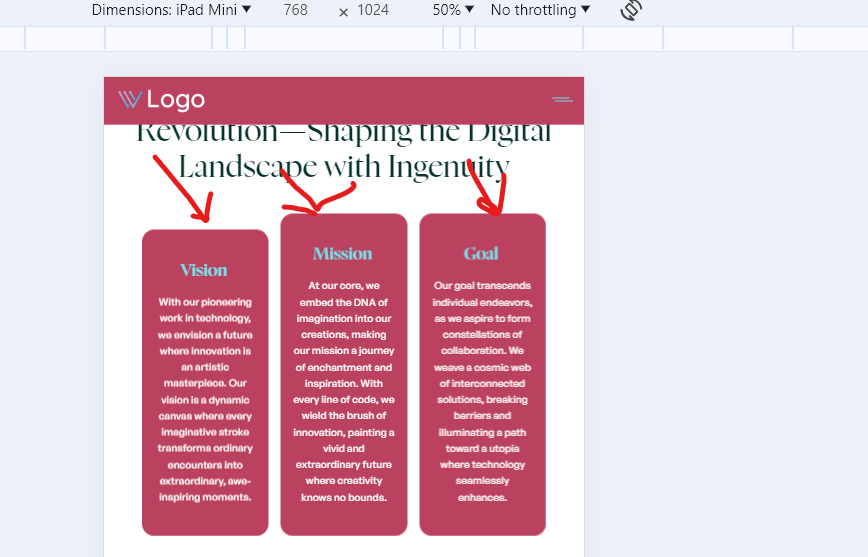 Dimensions: iPad Mini ▼ 768 × 1024 50% ▼ No throttling ▼
Logo
Revolution—Shaping the Digital
Landscape with Ingenuity
Vision
With our pioneering
work in technology,
we envision a future
where innovation is
an artistic
masterpiece. Our
vision is a dynamic
canvas where every
imaginative stroke
transforms ordinary
encounters into
extraordinary, awe-
inspiring moments.
Mission
At our core, we
embed the DNA of
imagination into our
creations, making
our mission a journey
of enchantment and
inspiration. With
every line of code, we
wield the brush of
innovation, painting a
vivid and
extraordinary future
where creativity
knows no bounds.
Goal
Our goal transcends
individual endeavors,
as we aspire to form
constellations of
collaboration. We
weave a cosmic web
of interconnected
solutions, breaking
barriers and
illuminating a path
toward a utopia
where technology
seamlessly
enhances.